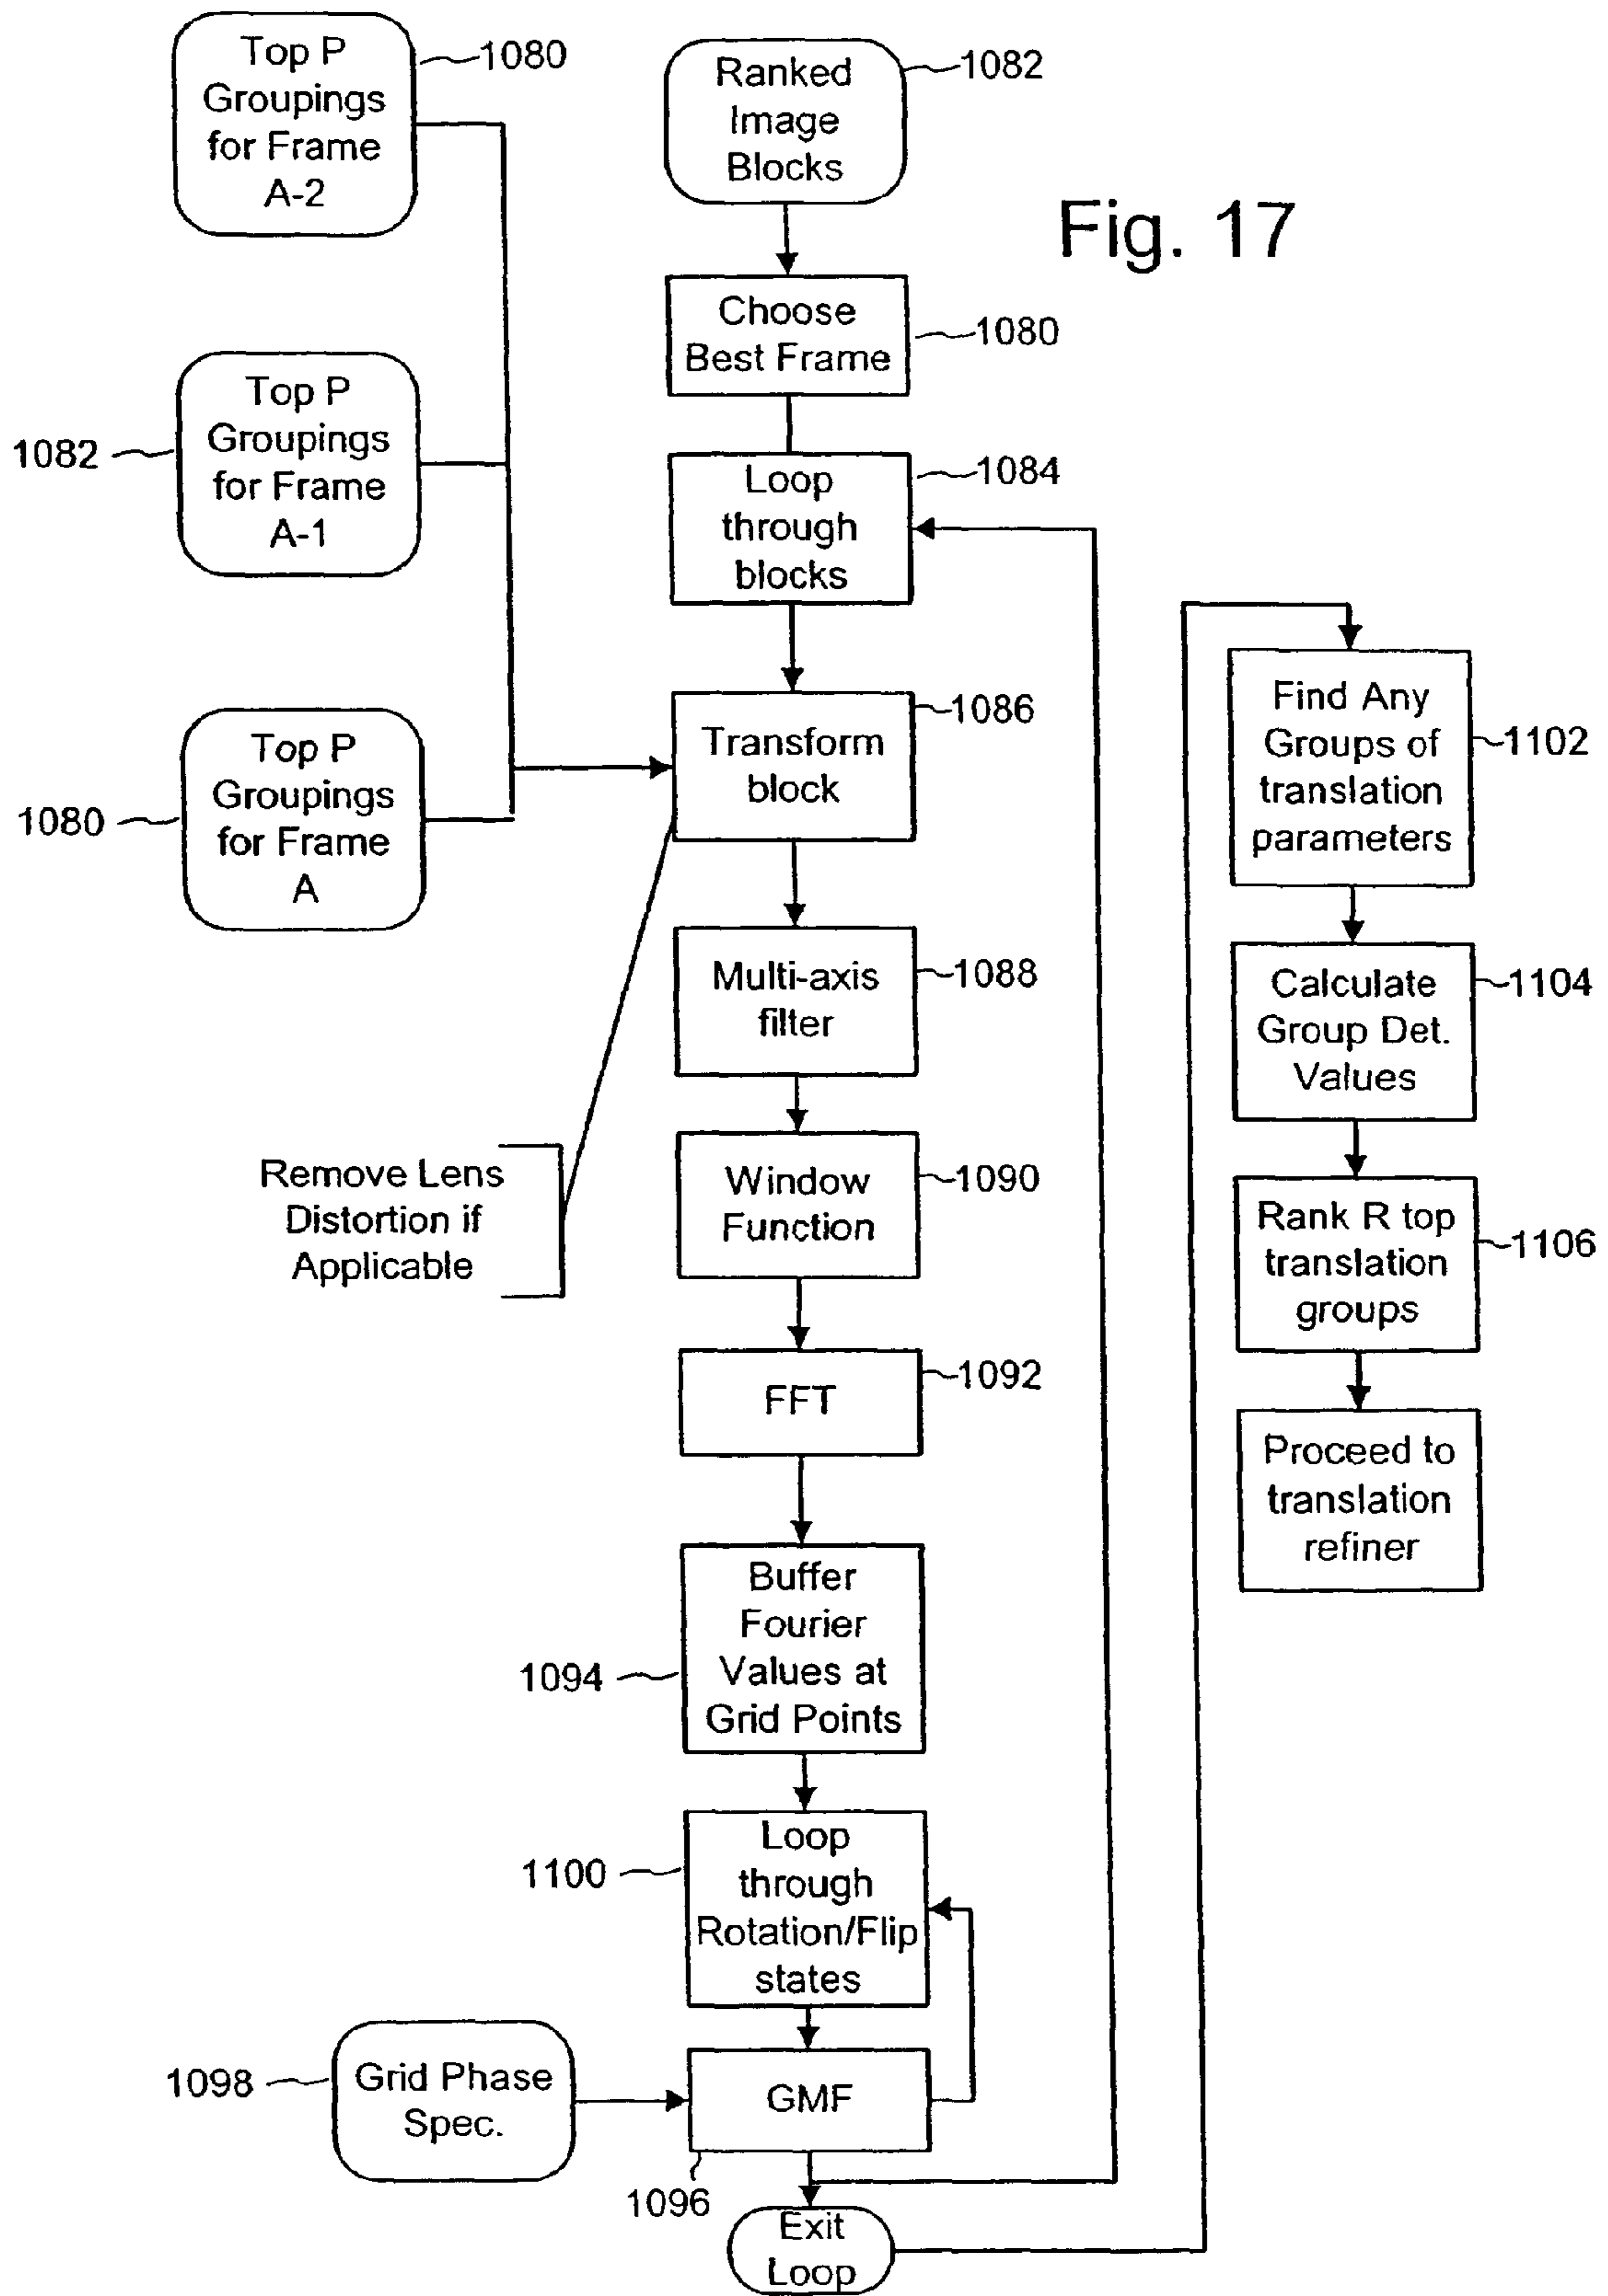 Top P
Groupings
for Frame
A-2
1080
Ranked
Image
Blocks
1082
Fig. 17
Choose
Best Frame
1080
Top P
Groupings
for Frame
A-1
1082
Loop
through
blocks
1084
Top P
Groupings
for Frame
A
1080
Transform
block
1086
Remove Lens
Distortion if
Applicable
Multi-axis
filter
1088
Window
Function
1090
FFT
1092
Buffer
Fourier
Values at
Grid Points
1094
Loop
through
Rotation/Flip
states
1100
Grid Phase
Spec.
1098
GMF
1096
Exit
Loop
Find Any
Groups of
translation
parameters
1102
Calculate
Group Det.
Values
1104
Rank R top
translation
groups
1106
Proceed to
translation
refiner